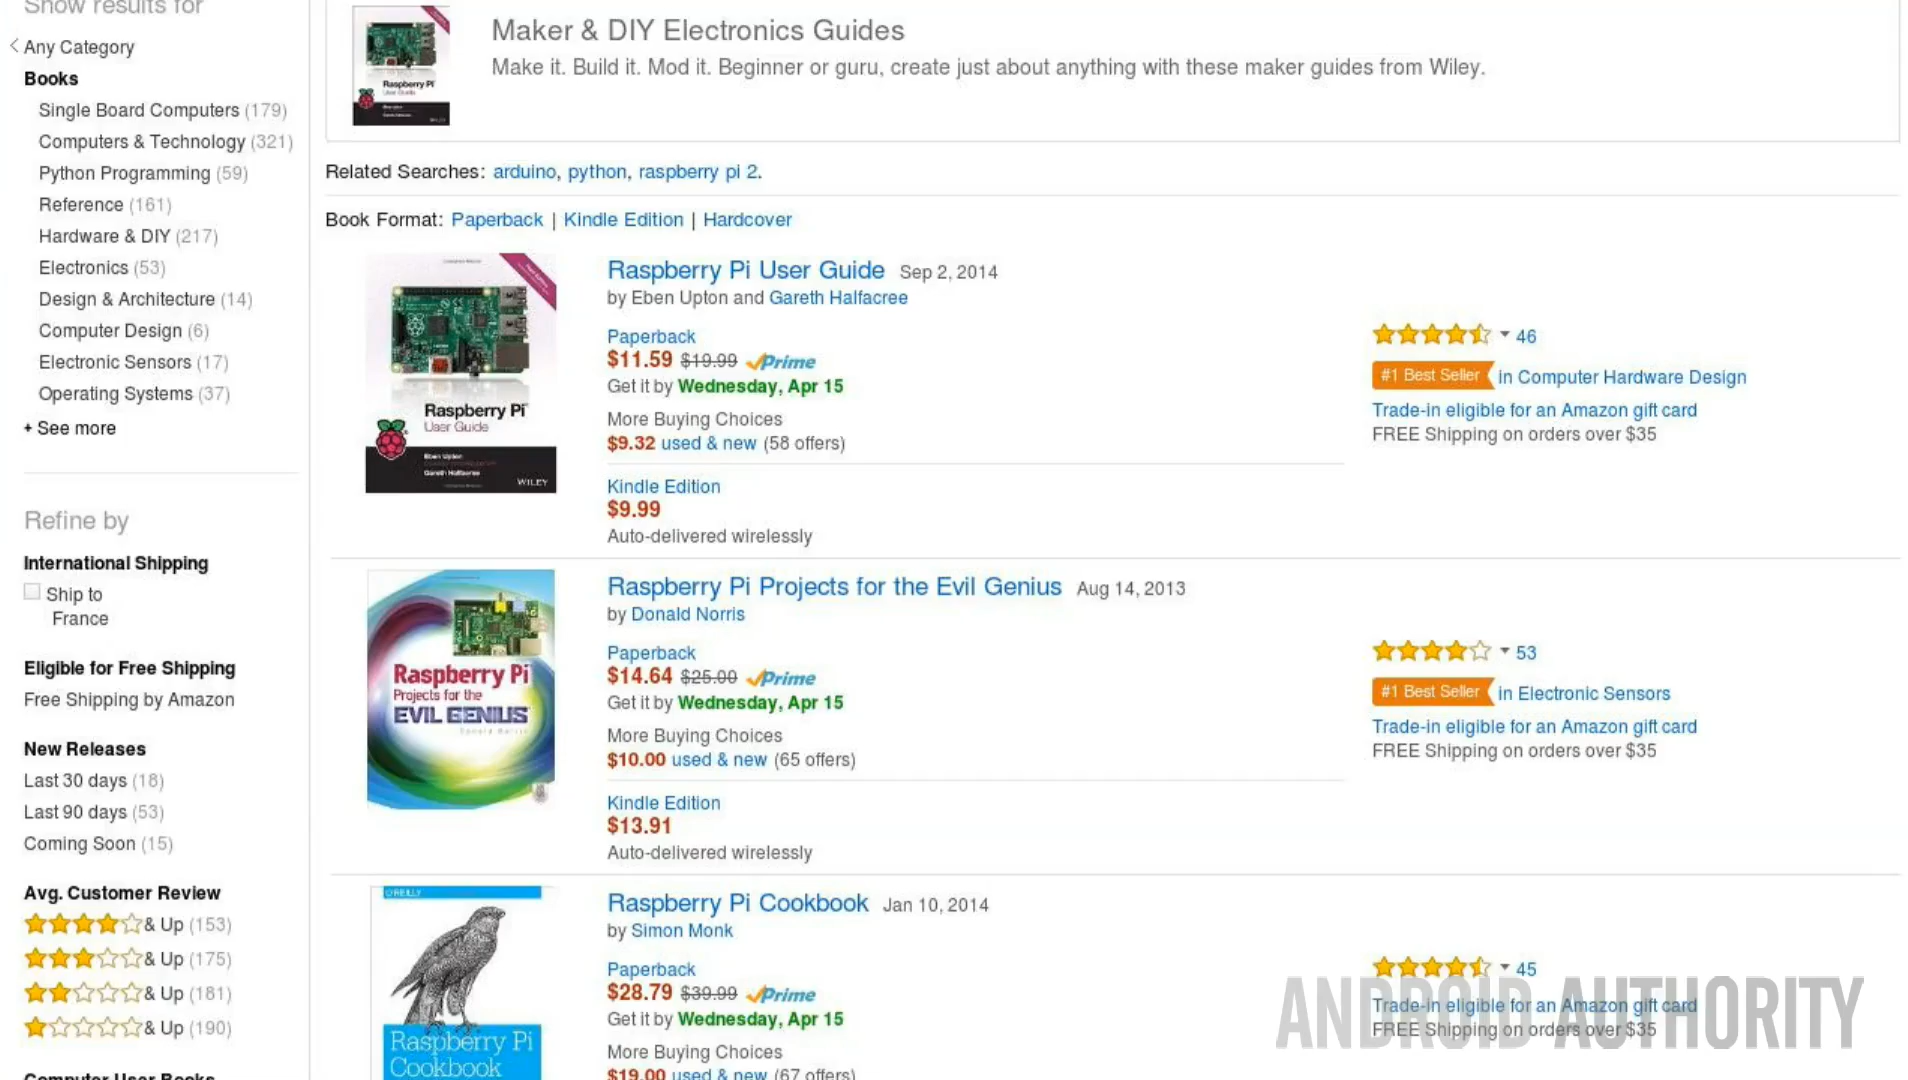 Show results for
Any Category
Books
Single Board Computers (179)
Computers & Technology (321)
Python Programming (59)
Reference (161)
Hardware & DIY (217)
Electronics (53)
Design & Architecture (14)
Computer Design (6)
Electronic Sensors (17)
Operating Systems (37)
+ See more
Refine by
International Shipping
Ship to
France
Eligible for Free Shipping
Free Shipping by Amazon
New Releases
Last 30 days (18)
Last 90 days (53)
Coming Soon (15)
Avg. Customer Review
& Up (153)
& Up (175)
& Up (181)
& Up (190)
Computer User Books
Raspberry Pi
User Guide
WILEY
Maker & DIY Electronics Guides
Make it. Build it. Mod it. Beginner or guru, create just about anything with these maker guides from Wiley.
Related Searches: arduino, python, raspberry pi 2.
Book Format: Paperback | Kindle Edition | Hardcover
Raspberry Pi
User Guide
Eben Upton
Gareth Halfacree
WILEY
Raspberry Pi User Guide Sep 2, 2014
by Eben Upton and Gareth Halfacree
Paperback
$11.59 $19.99 Prime
Get it by Wednesday, Apr 15
More Buying Choices
$9.32 used & new (58 offers)
Kindle Edition
$9.99
Auto-delivered wirelessly
46
#1 Best Seller in Computer Hardware Design
Trade-in eligible for an Amazon gift card
FREE Shipping on orders over $35
Raspberry Pi
Projects for the
EVIL GENIUS
Donald Norris
Raspberry Pi Projects for the Evil Genius Aug 14, 2013
by Donald Norris
Paperback
$14.64 $25.00 Prime
Get it by Wednesday, Apr 15
More Buying Choices
$10.00 used & new (65 offers)
Kindle Edition
$13.91
Auto-delivered wirelessly
53
#1 Best Seller in Electronic Sensors
Trade-in eligible for an Amazon gift card
FREE Shipping on orders over $35
O'REILLY
Raspberry Pi
Cookbook
Raspberry Pi Cookbook Jan 10, 2014
by Simon Monk
Paperback
$28.79 $39.99 Prime
Get it by Wednesday, Apr 15
More Buying Choices
$19.00 used & new (67 offers)
45
Trade-in eligible for an Amazon gift card
FREE Shipping on orders over $35
ANDROID AUTHORITY